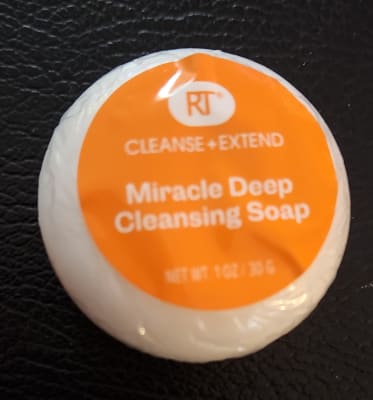 RT®
CLEANSE + EXTEND
Miracle Deep
Cleansing Soap
NET WT 1 OZ / 30 G